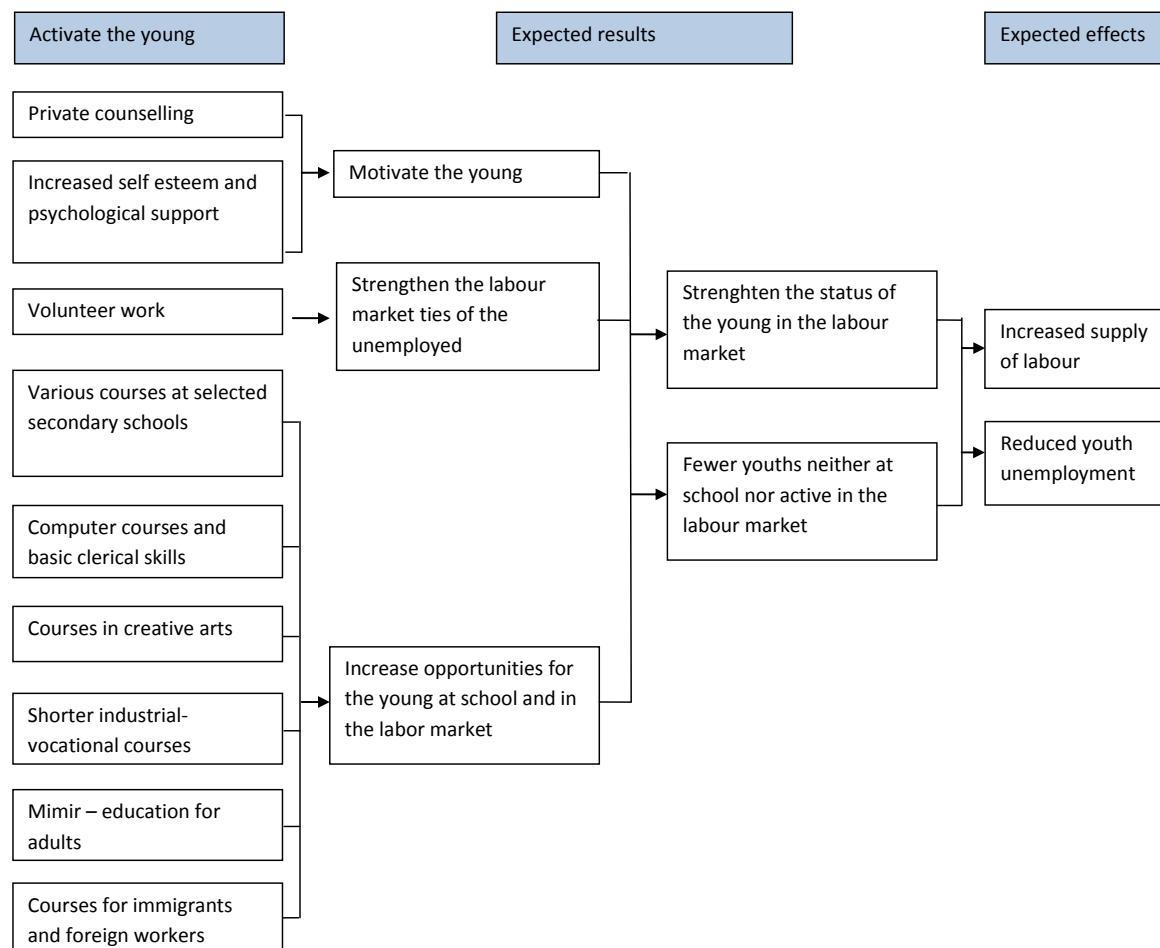 Activate the young
Expected results
Expected effects
Private counselling
Increased self esteem and
psychological support
Volunteer work
Various courses at selected
secondary schools
Computer courses and
basic clerical skills
Courses in creative arts
Shorter industrial-
vocational courses
Mimir – education for
adults
Courses for immigrants
and foreign workers
Motivate the young
Strengthen the labour
market ties of the
unemployed
Increase opportunities for
the young at school and in
the labor market
Strenghten the status of
the young in the labour
market
Fewer youths neither at
school nor active in the
labour market
Increased supply
of labour
Reduced youth
unemployment